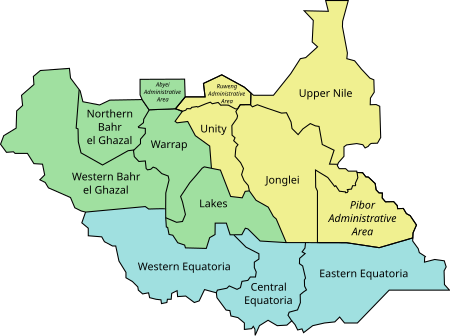 Abyei
Administrative
Area
Ruweng
Administrative
Area
Upper Nile
Northern
Bahr
el Ghazal
Unity
Warrap
Western Bahr
el Ghazal
Jonglei
Lakes
Pibor
Administrative
Area
Western Equatoria
Eastern Equatoria
Central
Equatoria